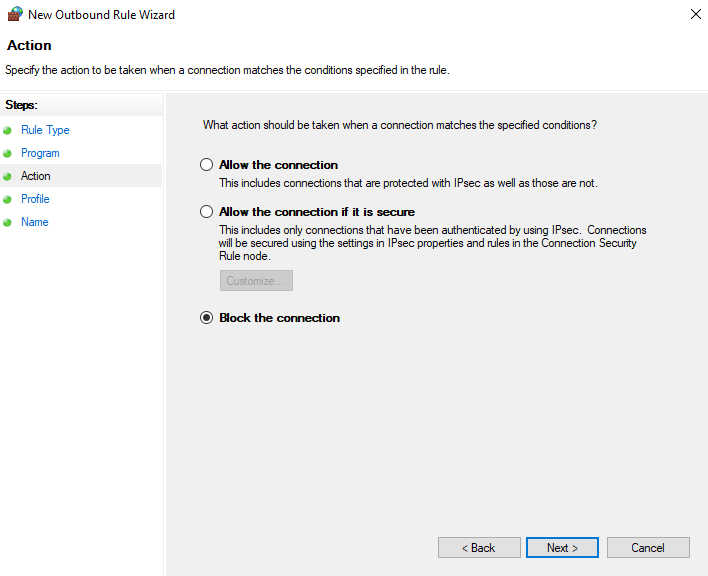 New Outbound Rule Wizard
Action
Specify the action to be taken when a connection matches the conditions specified in the rule.
Steps:
Rule Type
Program
Action
Profile
Name
What action should be taken when a connection matches the specified conditions?
Allow the connection
This includes connections that are protected with IPsec as well as those are not.
Allow the connection if it is secure
This includes only connections that have been authenticated by using IPsec.  Connections
will be secured using the settings in IPsec properties and rules in the Connection Security
Rule node.
Customize...
Block the connection
< Back
Next >
Cancel